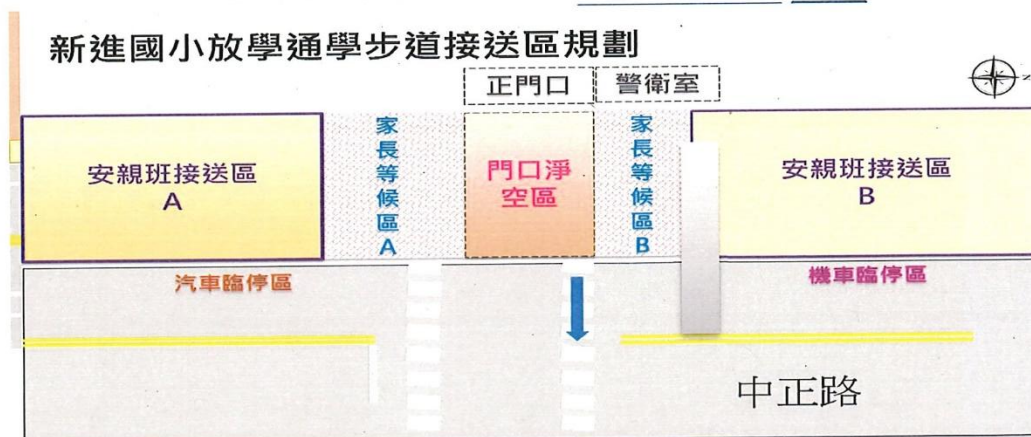 新進國小放學通學步道接送區規劃
正門口
警衛室
N
安親班接送區
A
家長等候區A
門口淨
空區
家長等候區B
安親班接送區
B
汽車臨停區
機車臨停區
中正路